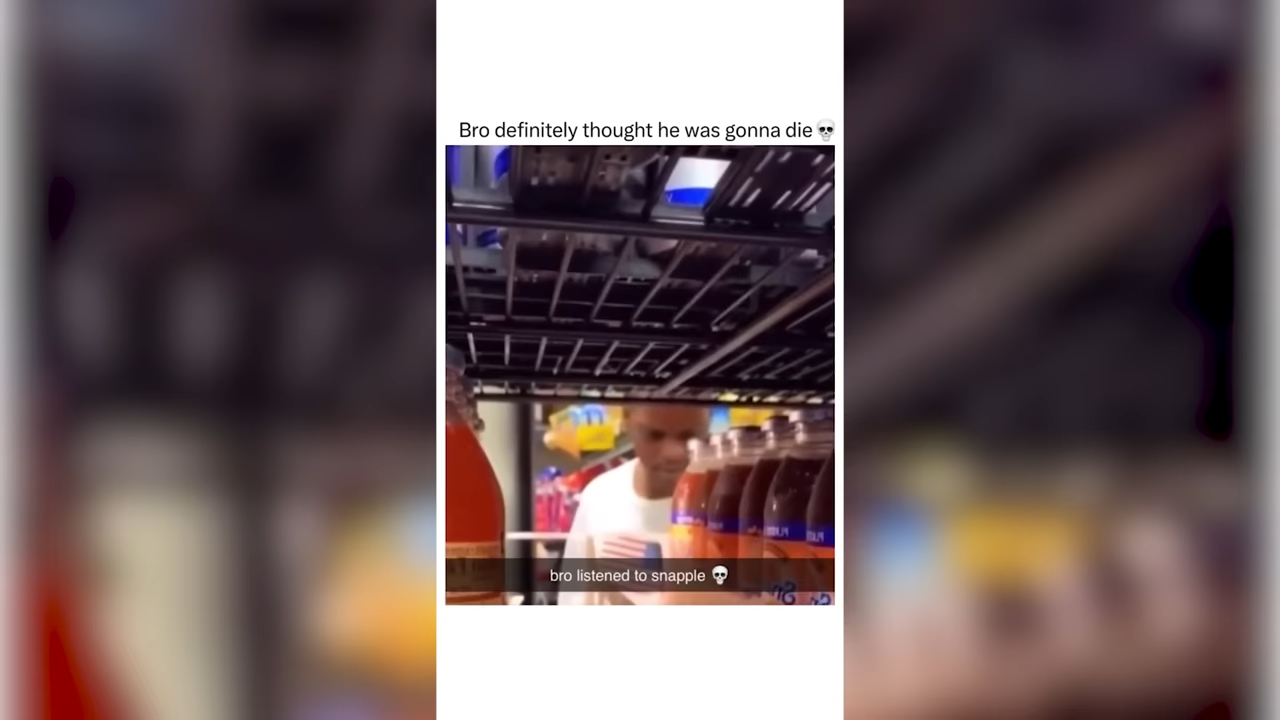 Bro definitely thought he was gonna die💀
bro listened to snapple 💀